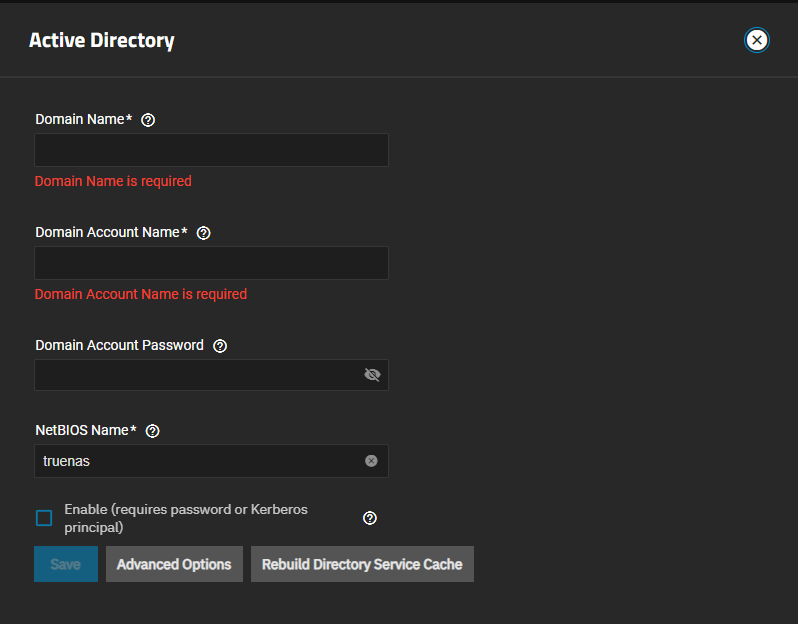 Active Directory
Domain Name*
Domain Name is required
Domain Account Name*
Domain Account Name is required
Domain Account Password
NetBIOS Name*
truenas
Enable (requires password or Kerberos
principal)
Save Advanced Options Rebuild Directory Service Cache